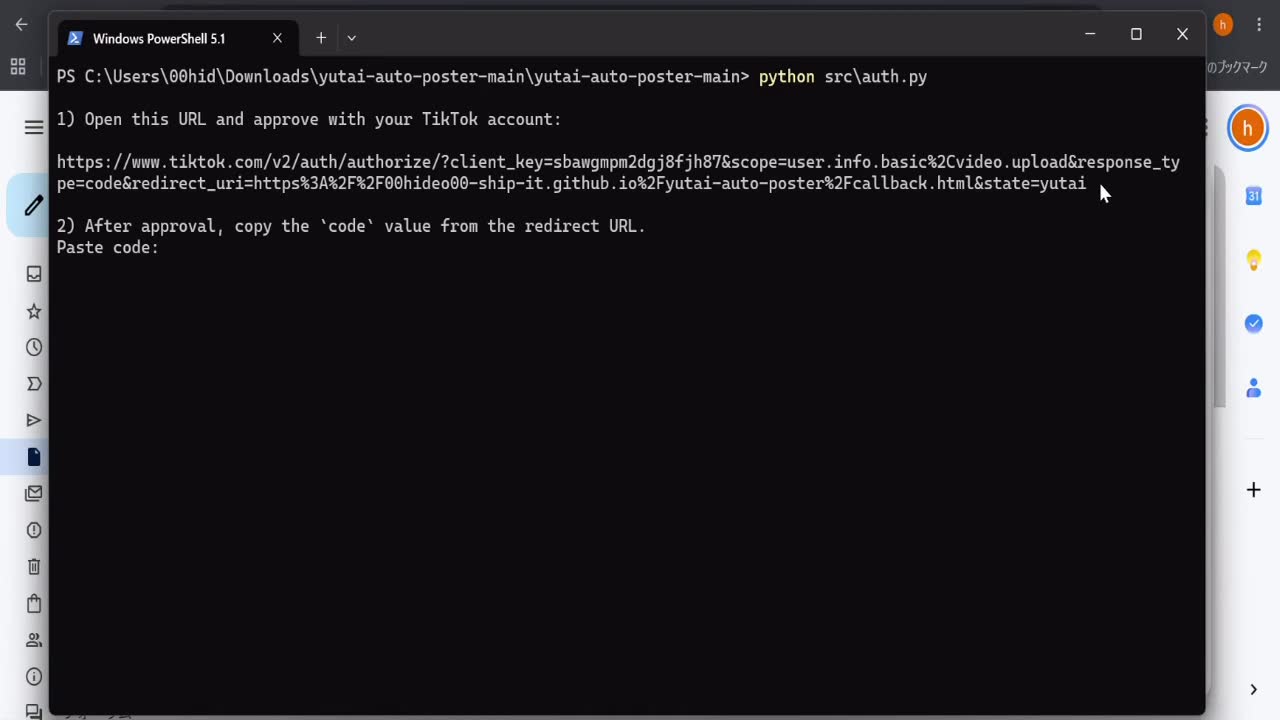 Windows PowerShell 5.1
h
のブックマーク
PS C:\Users\00hid\Downloads\yutai-auto-poster-main\yutai-auto-poster-main> python src\auth.py
1) Open this URL and approve with your TikTok account:
https://www.tiktok.com/v2/auth/authorize/?client_key=sbawgmpm2dgj8fjh87&scope=user.info.basic%2Cvideo.upload&response_ty
pe=code&redirect_uri=https%3A%2F%2F00hideo00-ship-it.github.io%2Fyutai-auto-poster%2Fcallback.html&state=yutai
2) After approval, copy the `code` value from the redirect URL.
Paste code:
h
31